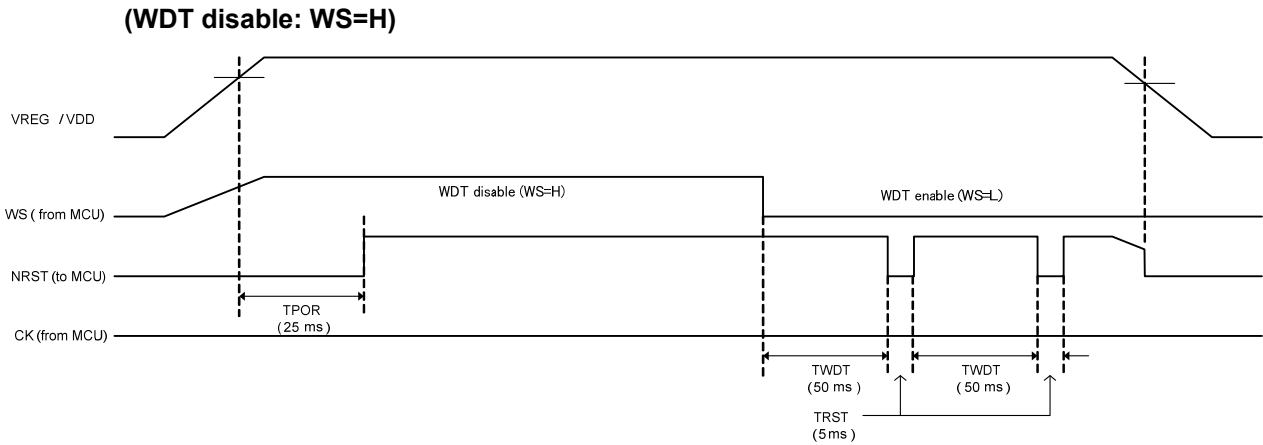 (WDT disable: WS=H)
VREG /VDD
WDT disable (WS=H)
WDT enable (WS=L)
WS ( from MCU)
NRST (to MCU)
TPOR
(25 ms)
CK (from MCU)
TWDT
(50 ms)
TWDT
(50 ms)
TRST
(5ms)